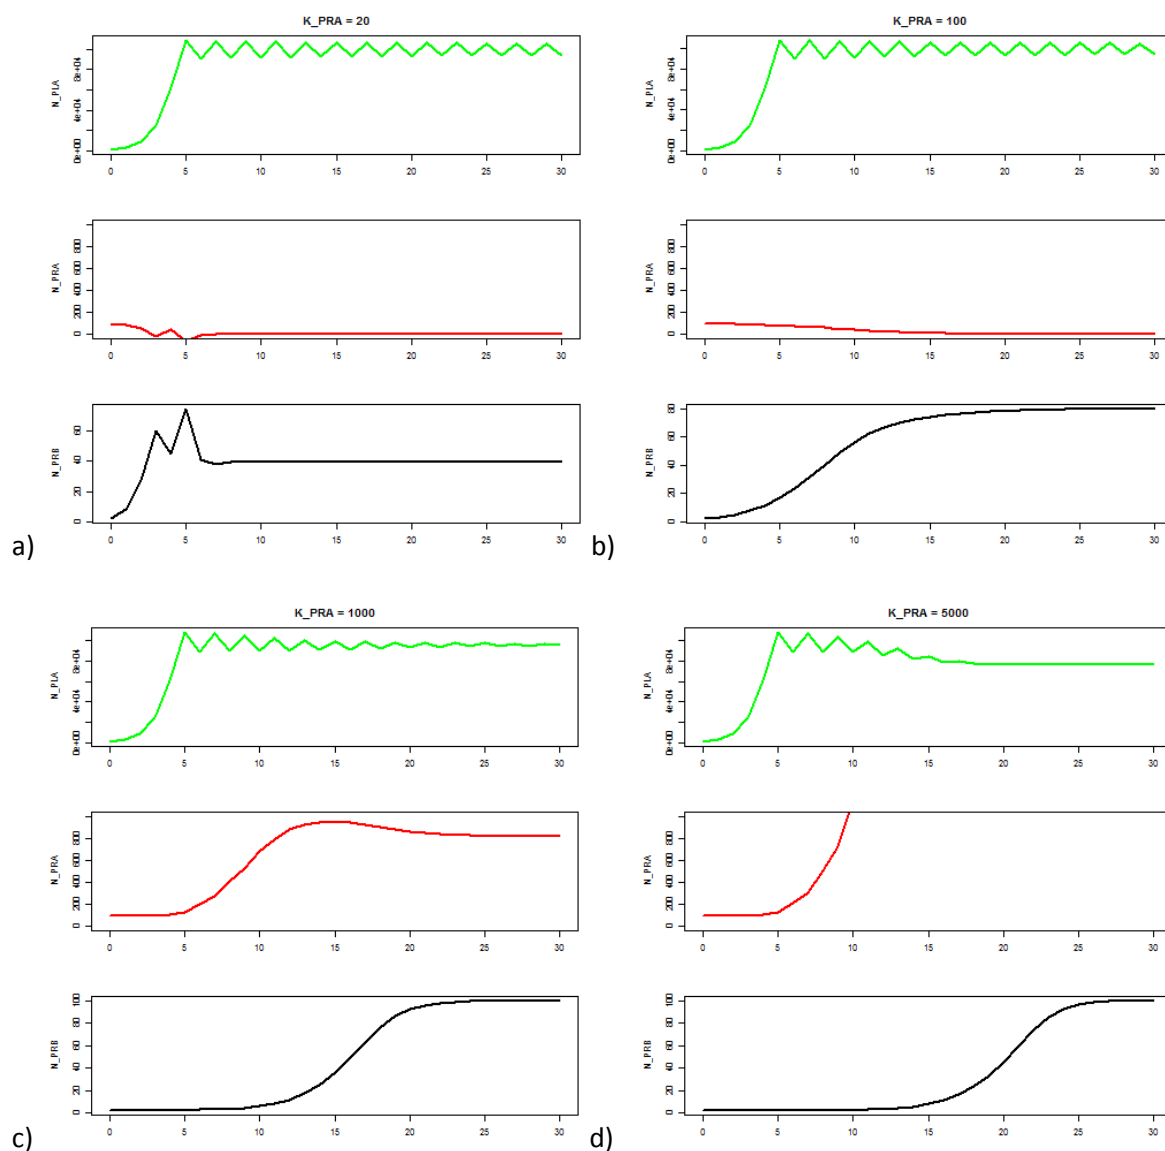 K_PRA = 20
N_PLA
0e+00 4e+04 8e+04
0 5 10 15 20 25 30
N_PRA
0 200 400 600 800
0 5 10 15 20 25 30
N_PRB
0 20 40 60
0 5 10 15 20 25 30
a)
K_PRA = 100
N_PLA
0e+00 4e+04 8e+04
0 5 10 15 20 25 30
N_PRA
0 200 400 600 800
0 5 10 15 20 25 30
N_PRB
0 20 40 60 80
0 5 10 15 20 25 30
b)
K_PRA = 1000
N_PLA
0e+00 4e+04 8e+04
0 5 10 15 20 25 30
N_PRA
0 200 400 600 800
0 5 10 15 20 25 30
N_PRB
0 20 40 60 80 100
0 5 10 15 20 25 30
c)
K_PRA = 5000
N_PLA
0e+00 4e+04 8e+04
0 5 10 15 20 25 30
N_PRA
0 200 400 600 800
0 5 10 15 20 25 30
N_PRB
0 20 40 60 80 100
0 5 10 15 20 25 30
d)